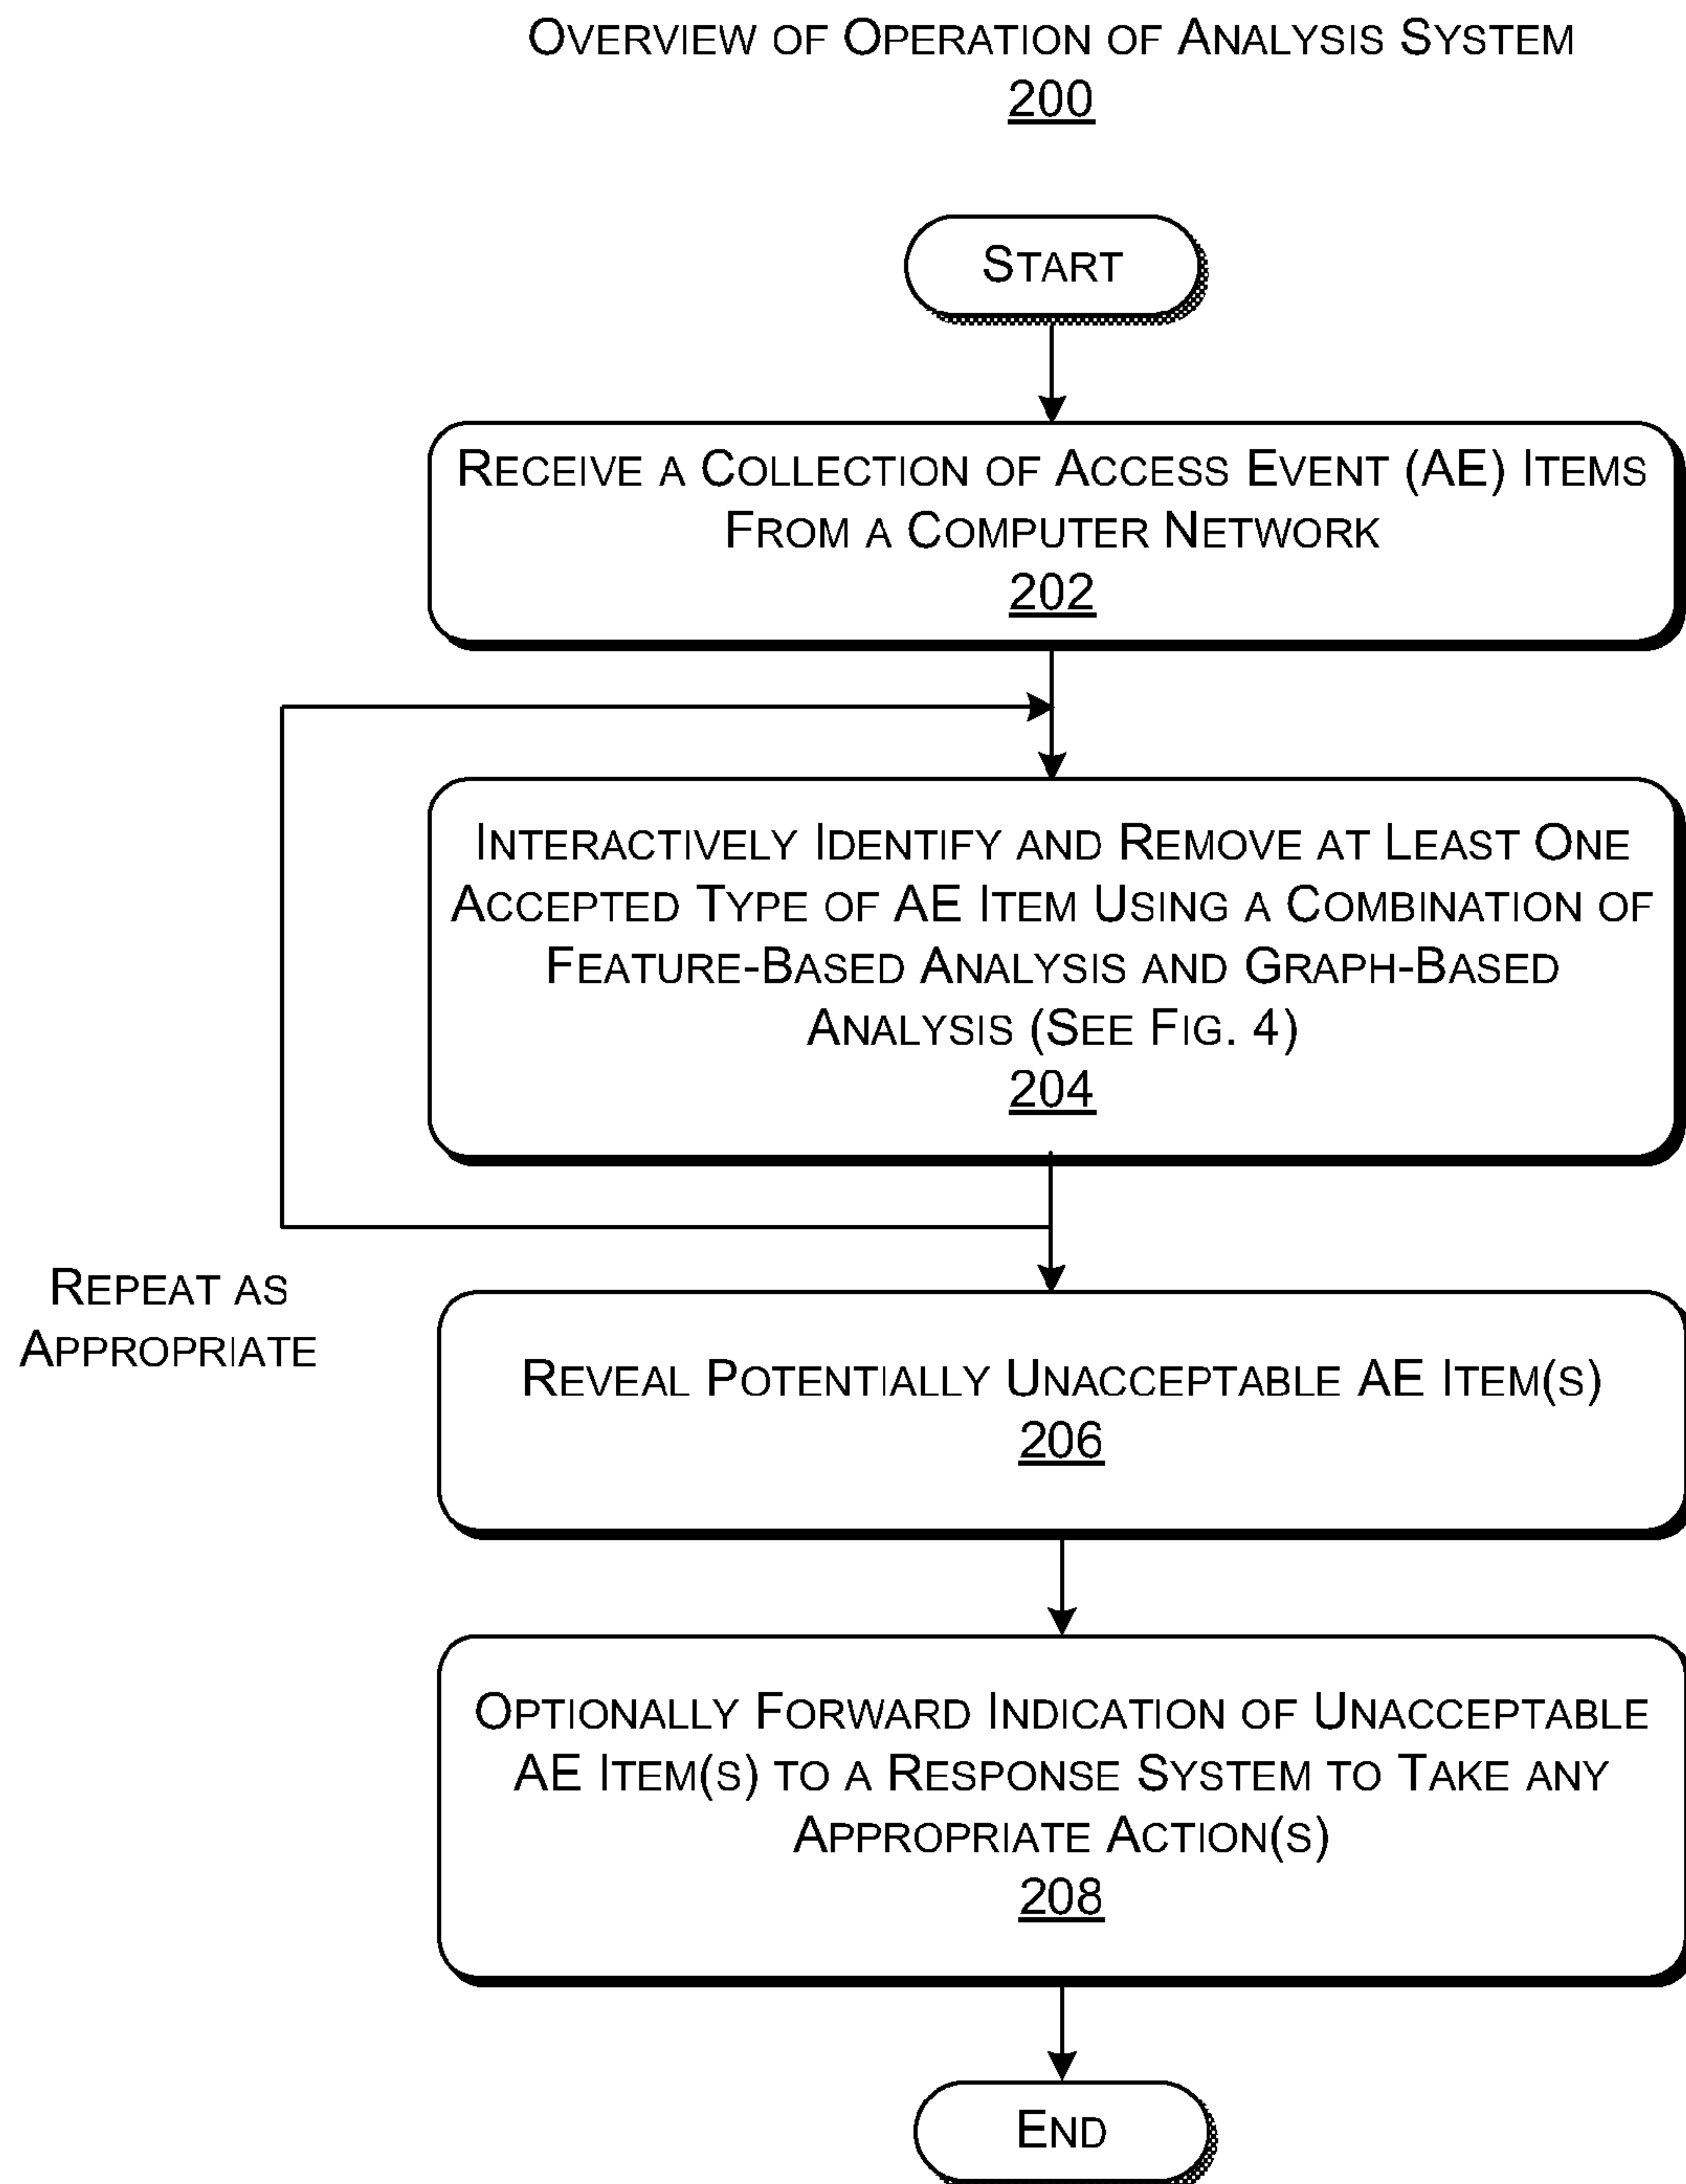 OVERVIEW OF OPERATION OF ANALYSIS SYSTEM
200
START
RECEIVE A COLLECTION OF ACCESS EVENT (AE) ITEMS
FROM A COMPUTER NETWORK
202
INTERACTIVELY IDENTIFY AND REMOVE AT LEAST ONE
ACCEPTED TYPE OF AE ITEM USING A COMBINATION OF
FEATURE-BASED ANALYSIS AND GRAPH-BASED
ANALYSIS (SEE FIG. 4)
204
REPEAT AS
APPROPRIATE
REVEAL POTENTIALLY UNACCEPTABLE AE ITEM(S)
206
OPTIONALLY FORWARD INDICATION OF UNACCEPTABLE
AE ITEM(S) TO A RESPONSE SYSTEM TO TAKE ANY
APPROPRIATE ACTION(S)
208
END